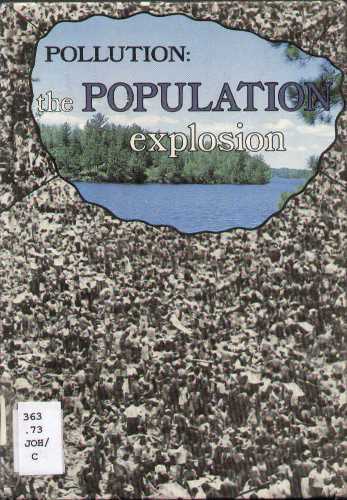 POLLUTION:
the POPULATION
explosion
363
.73
JOH/
C